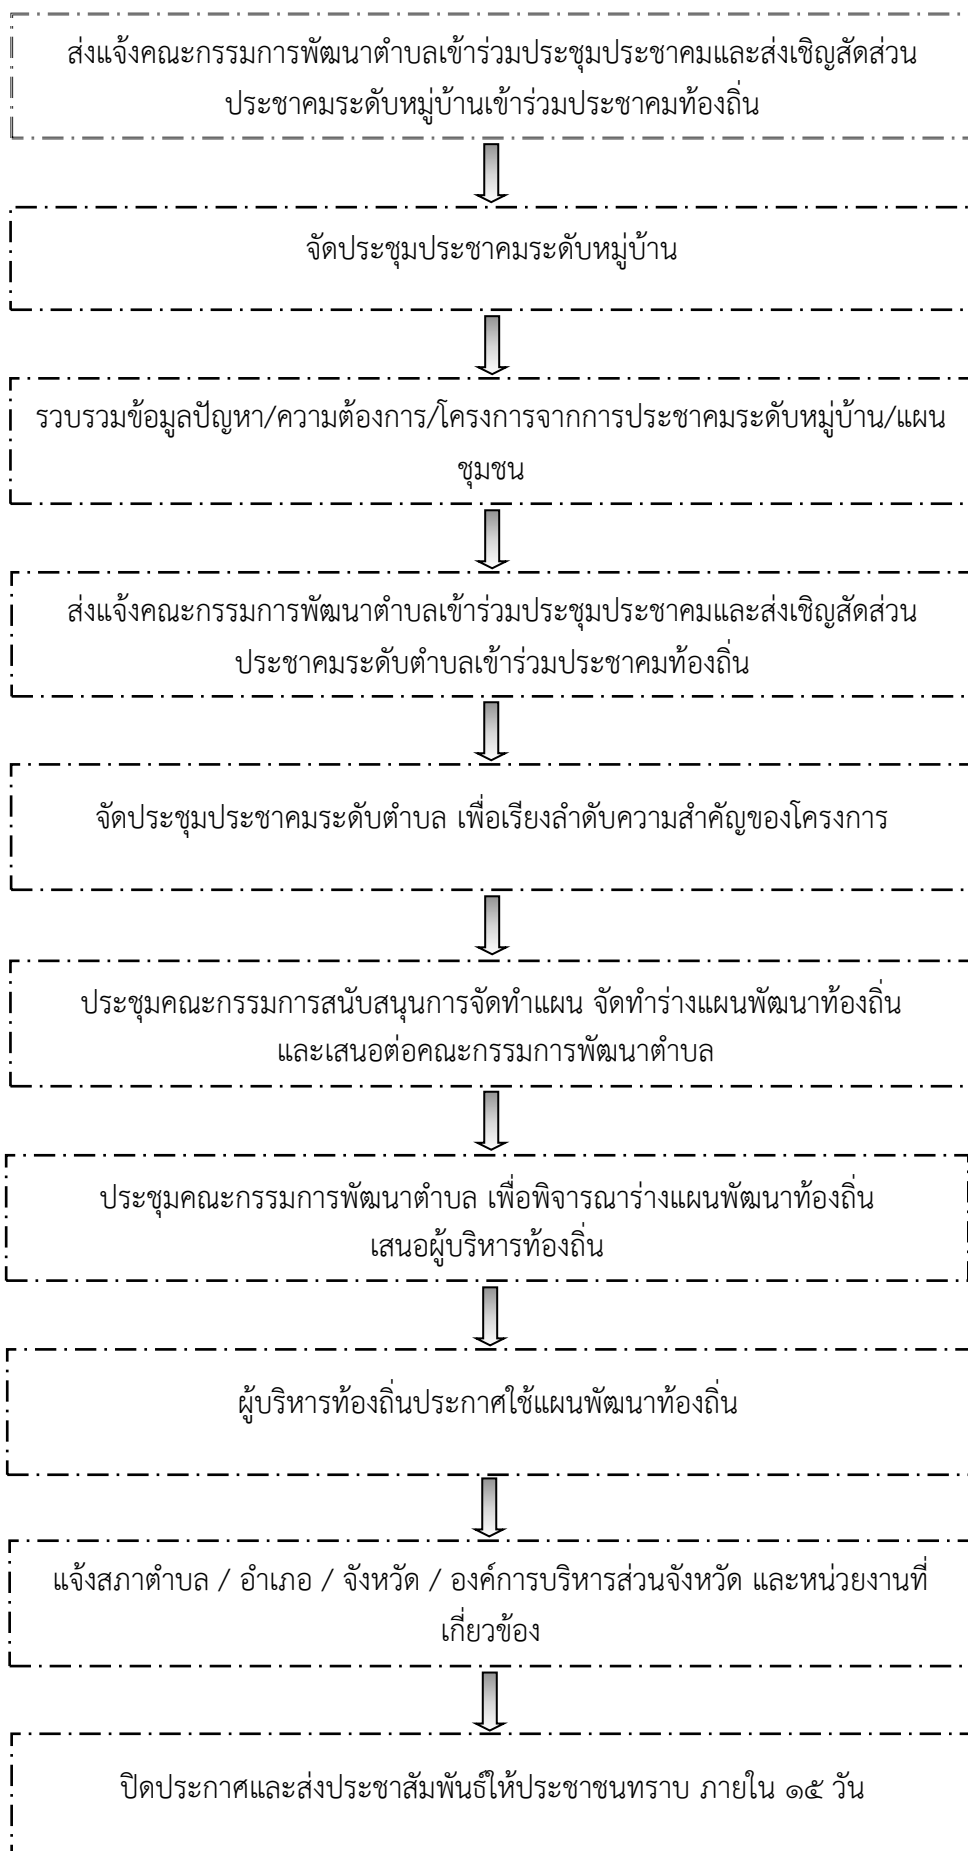 ส่งแจ้งคณะกรรมการพัฒนาตำบลเข้าร่วมประชุมประชาคมและส่งเชิญสัดส่วน
ประชาคมระดับหมู่บ้านเข้าร่วมประชาคมท้องถิ่น
จัดประชุมประชาคมระดับหมู่บ้าน
รวบรวมข้อมูลปัญหา/ความต้องการ/โครงการจากการประชาคมระดับหมู่บ้าน/แผน
ชุมชน
ส่งแจ้งคณะกรรมการพัฒนาตำบลเข้าร่วมประชุมประชาคมและส่งเชิญสัดส่วน
ประชาคมระดับตำบลเข้าร่วมประชาคมท้องถิ่น
จัดประชุมประชาคมระดับตำบล เพื่อเรียงลำดับความสำคัญของโครงการ
ประชุมคณะกรรมการสนับสนุนการจัดทำแผน จัดทำร่างแผนพัฒนาท้องถิ่น
และเสนอต่อคณะกรรมการพัฒนาตำบล
ประชุมคณะกรรมการพัฒนาตำบล เพื่อพิจารณาร่างแผนพัฒนาท้องถิ่น
เสนอผู้บริหารท้องถิ่น
ผู้บริหารท้องถิ่นประกาศใช้แผนพัฒนาท้องถิ่น
แจ้งสภาตำบล / อำเภอ / จังหวัด / องค์การบริหารส่วนจังหวัด และหน่วยงานที่
เกี่ยวข้อง
ปิดประกาศและส่งประชาสัมพันธ์ให้ประชาชนทราบ ภายใน ๑๕ วัน